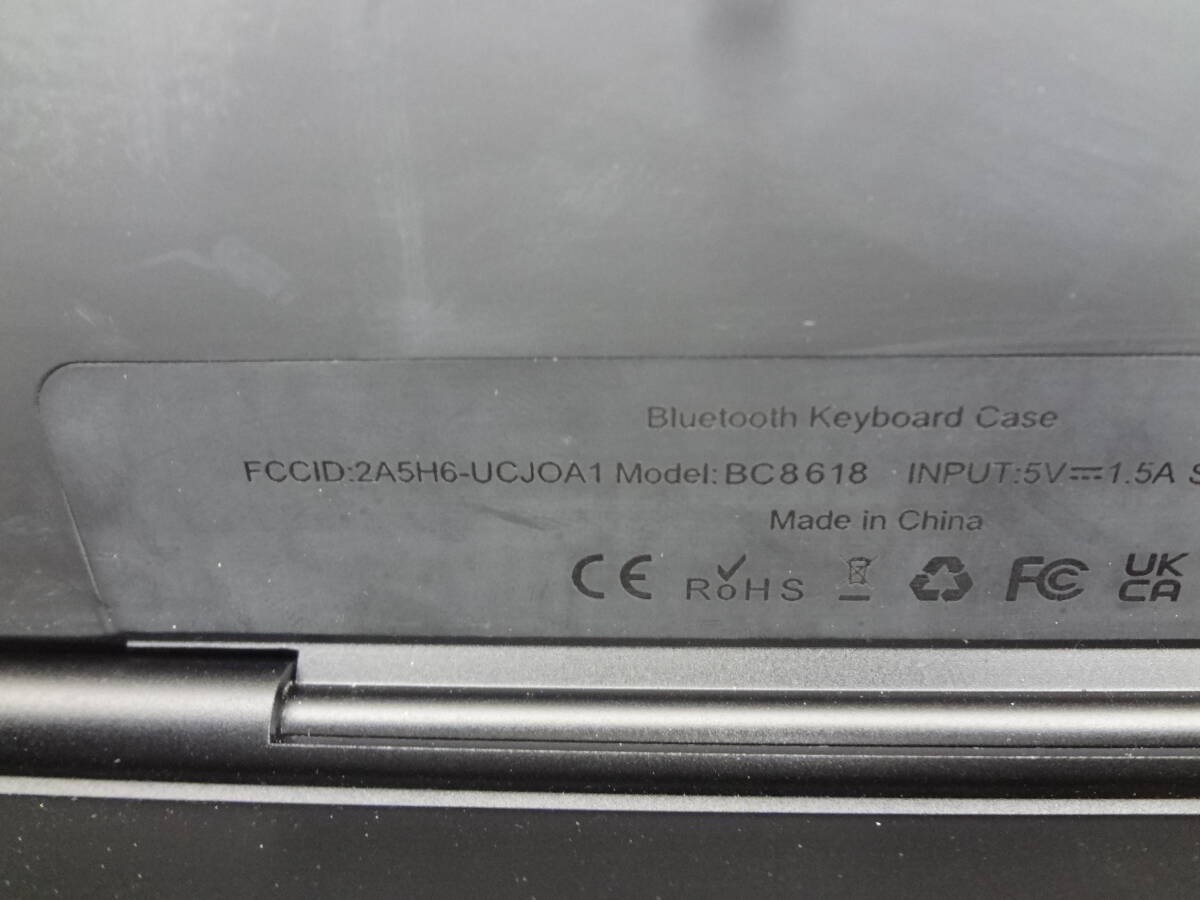 Bluetooth Keyboard Case
FCCID:2A5H6-UCJOA1 Model:BC8618 INPUT:5V⎓1.5A S
Made in China
CE RoHS FC UK
CA